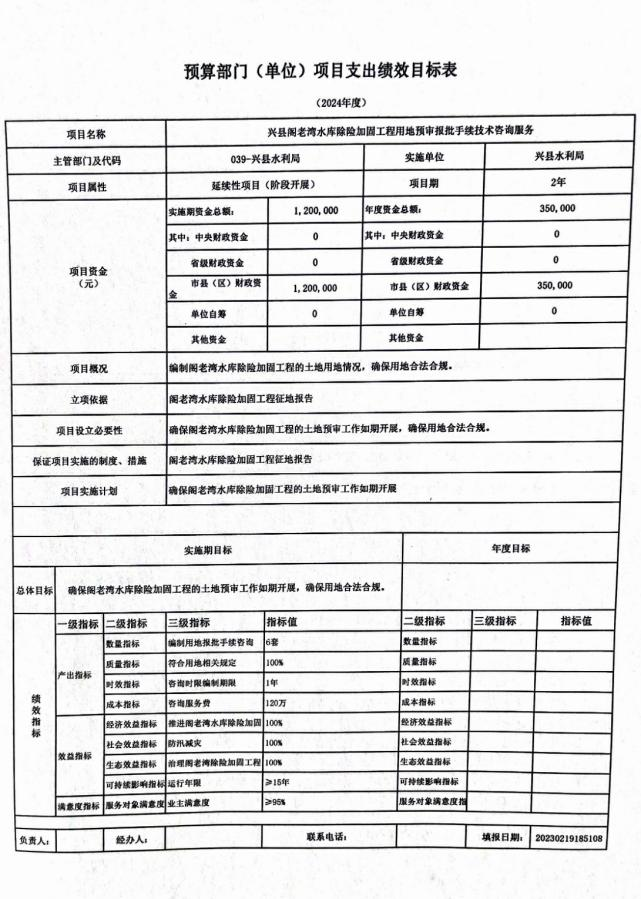 预算部门（单位）项目支出绩效目标表
（2024年度）
项目名称 兴县阁老湾水库除险加固工程用地预审报批手续技术咨询服务
主管部门及代码 039-兴县水利局 实施单位 兴县水利局
项目属性 延续性项目（阶段开展） 项目期 2年
项目资金
（元）
实施期资金总额： 1,200,000 年度资金总额： 350,000
其中：中央财政资金 0 其中：中央财政资金 0
省级财政资金 0 省级财政资金 0
市县（区）财政资
金 1,200,000 市县（区）财政资金 350,000
单位自筹 0 单位自筹 0
其他资金 其他资金
项目概况 编制阁老湾水库除险加固工程的土地用地情况，确保用地合法合规。
立项依据 阁老湾水库除险加固工程征地报告
项目设立必要性 确保阁老湾水库除险加固工程的土地预审工作如期开展，确保用地合法合规。
保证项目实施的制度、措施 阁老湾水库除险加固工程征地报告
项目实施计划 确保阁老湾水库除险加固工程的土地预审工作如期开展
实施期目标 年度目标
总体目标 确保阁老湾水库除险加固工程的土地预审工作如期开展，确保用地合法合规。
绩效指标
一级指标 二级指标 三级指标 指标值 二级指标 三级指标 指标值
产出指标 数量指标 编制用地报批手续咨询 6套 数量指标
质量指标 符合用地相关规定 100% 质量指标
时效指标 咨询时限编制期限 1年 时效指标
成本指标 咨询服务费 120万 成本指标
效益指标 经济效益指标 推进阁老湾水库除险加固 100% 经济效益指标
社会效益指标 防汛减灾 100% 社会效益指标
生态效益指标 治理阁老湾除险加固工程 100% 生态效益指标
可持续影响指标 运行年限 ≥15年 可持续影响指标
满意度指标 服务对象满意度 业主满意度 ≥95% 服务对象满意度指
负责人： 经办人： 联系电话： 填报日期： 20230219185108